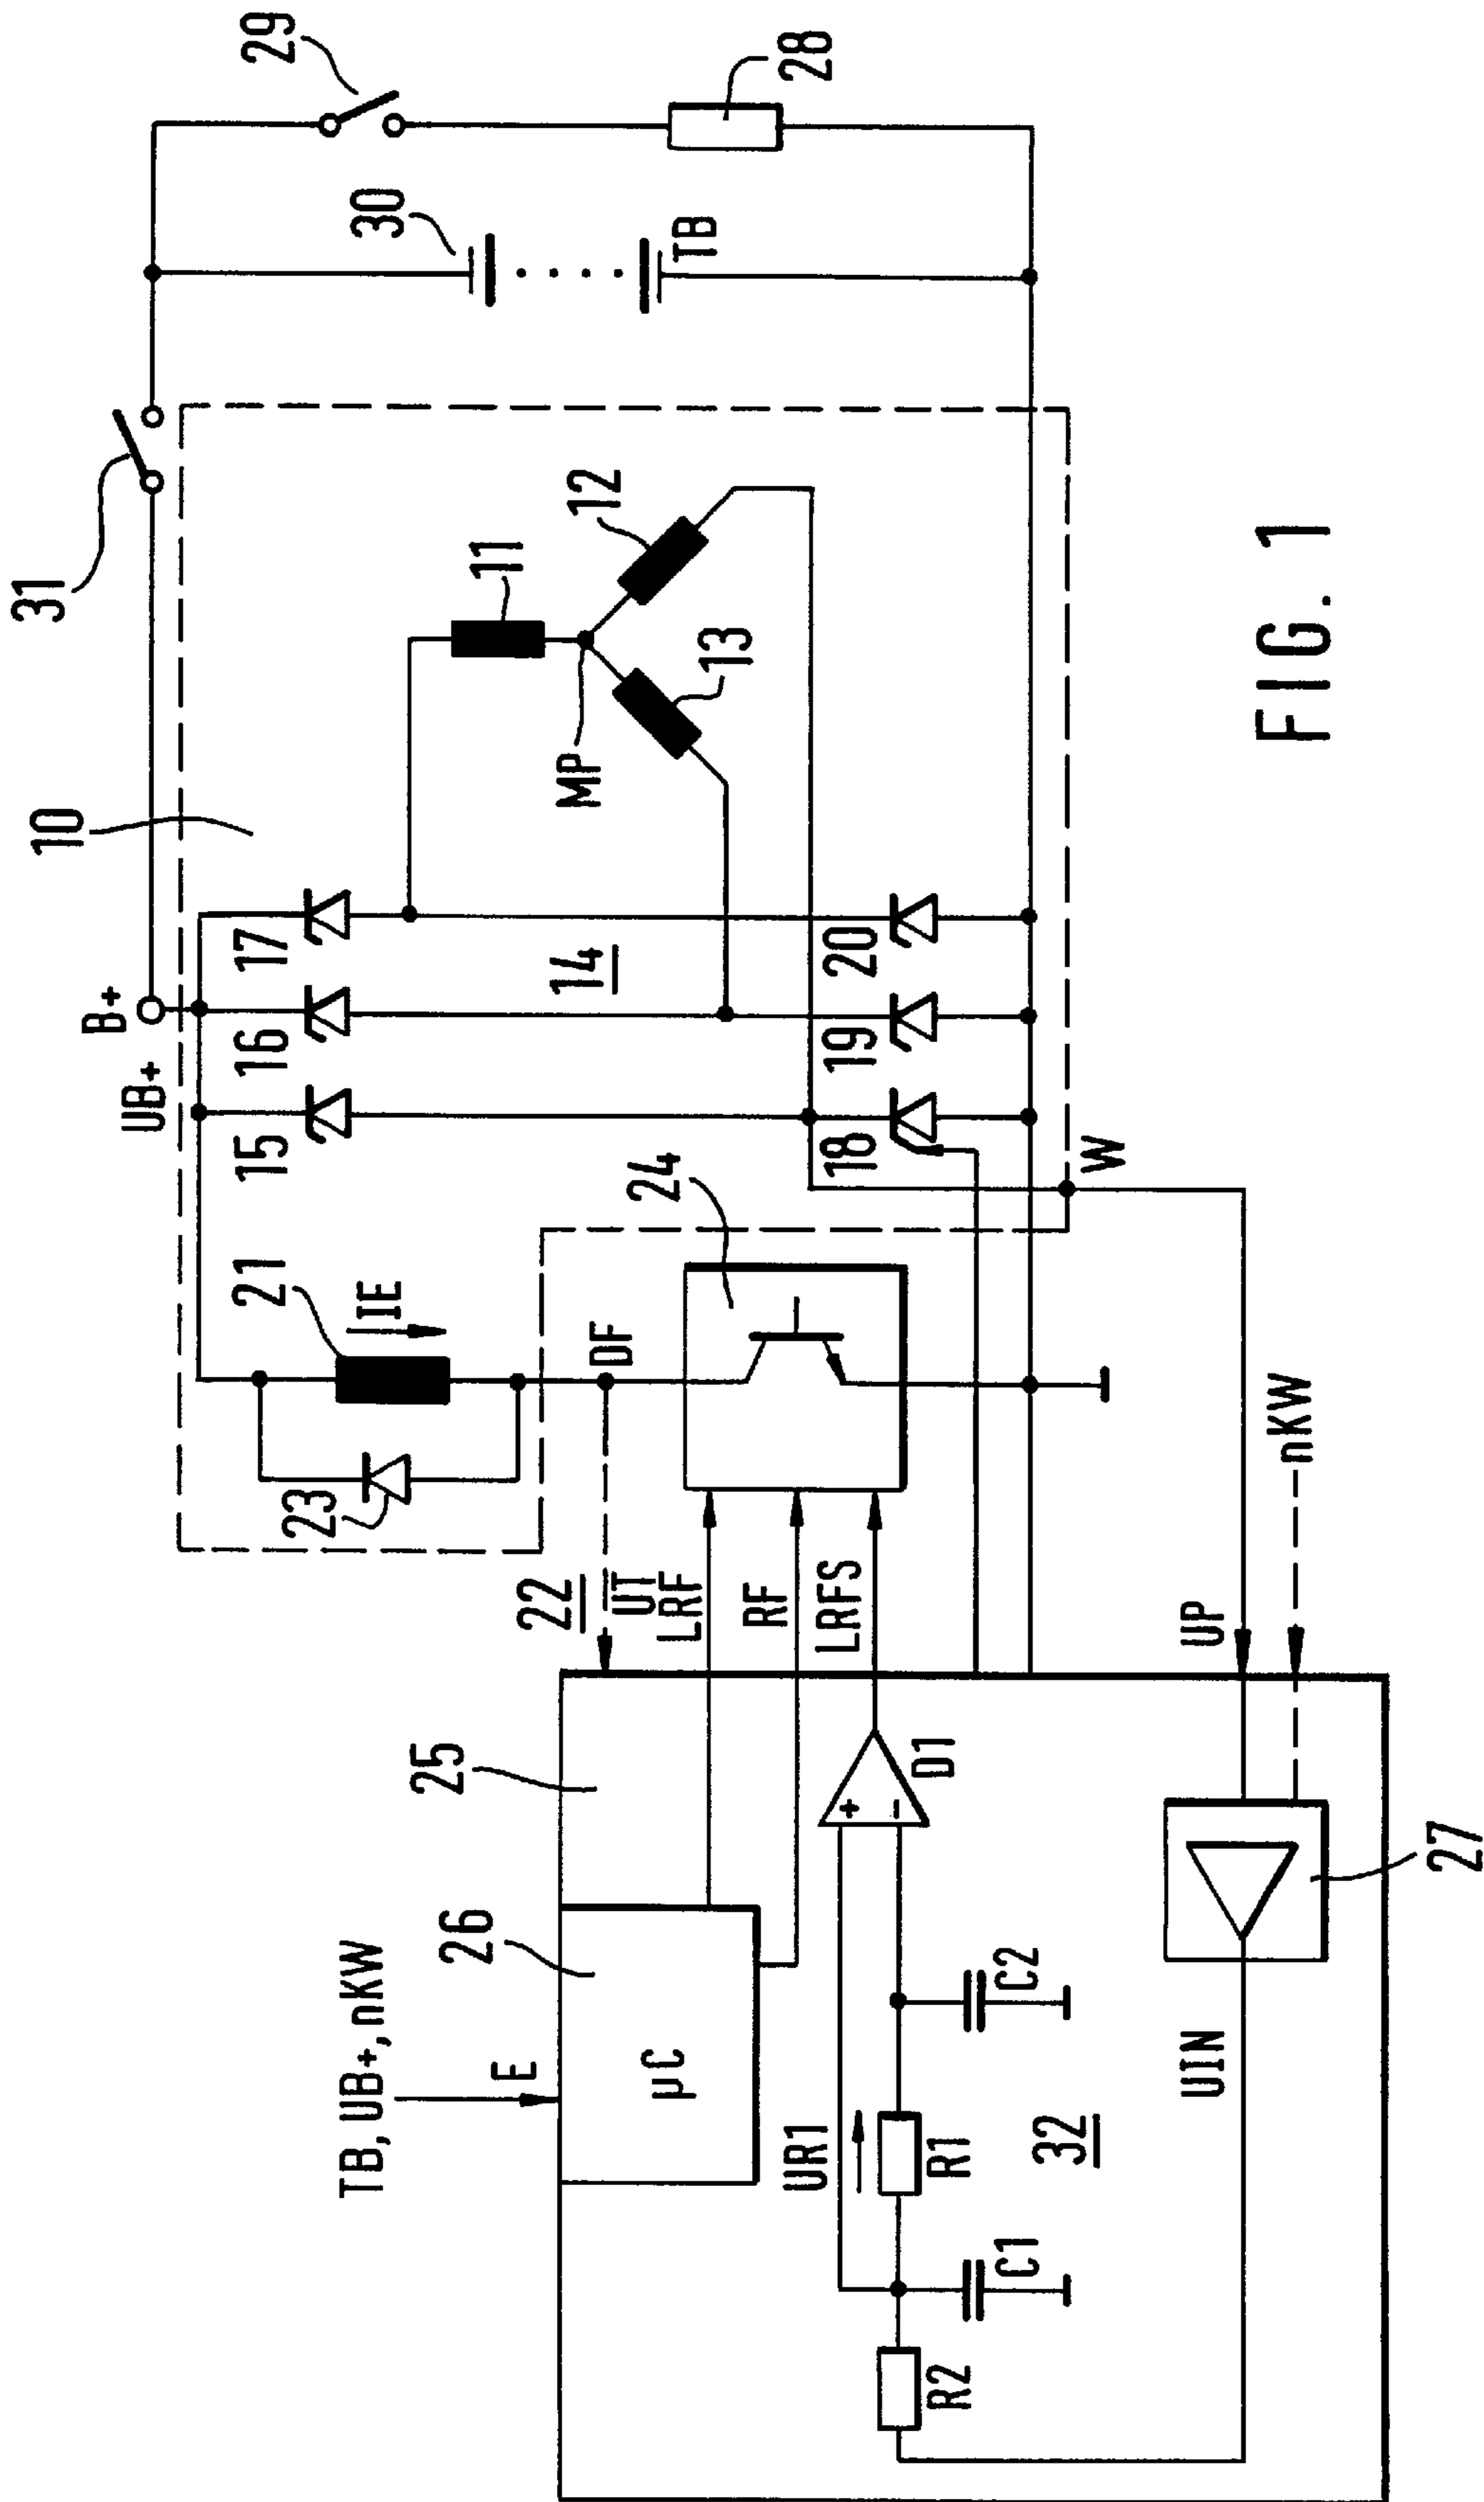 TB, UB+, nKW
E
26
µC
25
22
UT
LRF
RF
LRFS
D1
+
-
UR1
R1
R2
C1
C2
32
UIN
27
UP
nKW
23
21
IE
DF
24
W
UB+
B+
15
16
17
14
18
19
20
10
MP
11
12
13
31
30
TB
29
28
FIG. 1